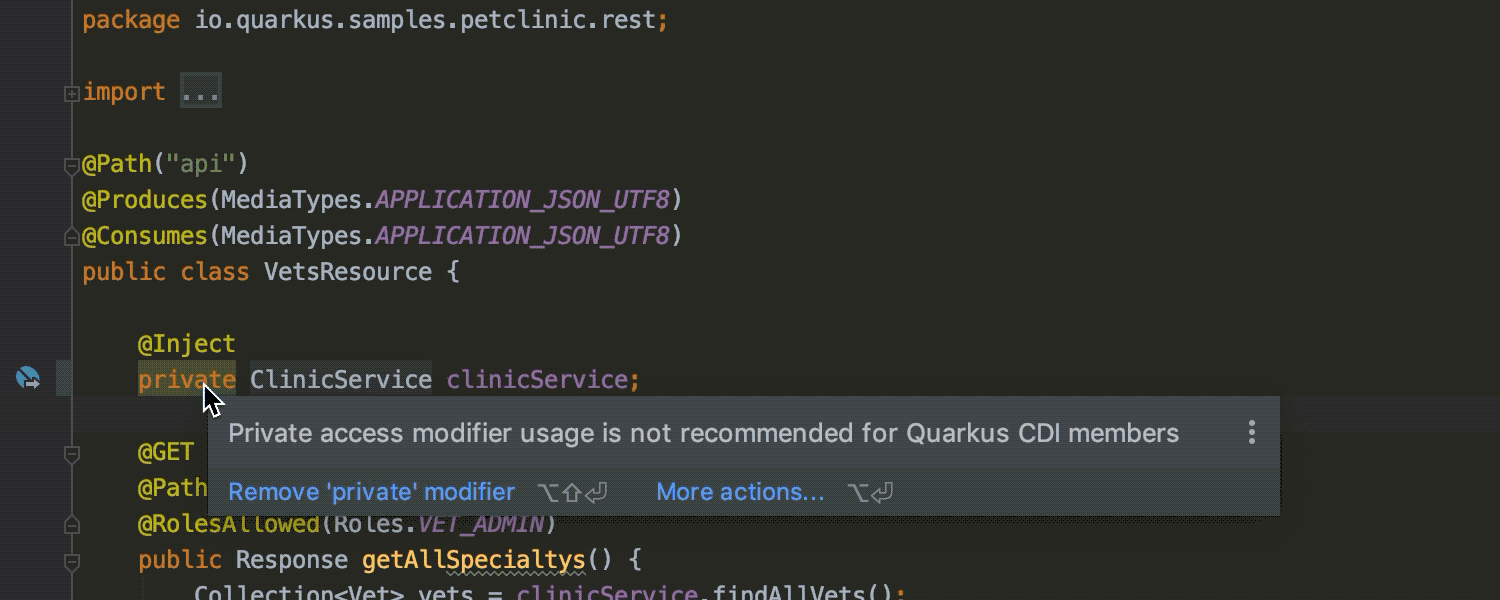 package io.quarkus.samples.petclinic.rest;
import ...
@Path("api")
@Produces(MediaTypes.APPLICATION_JSON_UTF8)
@Consumes(MediaTypes.APPLICATION_JSON_UTF8)
public class VetsResource {
@Inject
private ClinicService clinicService;
Private access modifier usage is not recommended for Quarkus CDI members
@GET
@Path
Remove 'private' modifier ⌥⇧⏎ More actions... ⌥⏎
@RolesAllowed(Roles.VET_ADMIN)
public Response getAllSpecialtys() {
Collection<Vet> vets = clinicService.findAllVets();